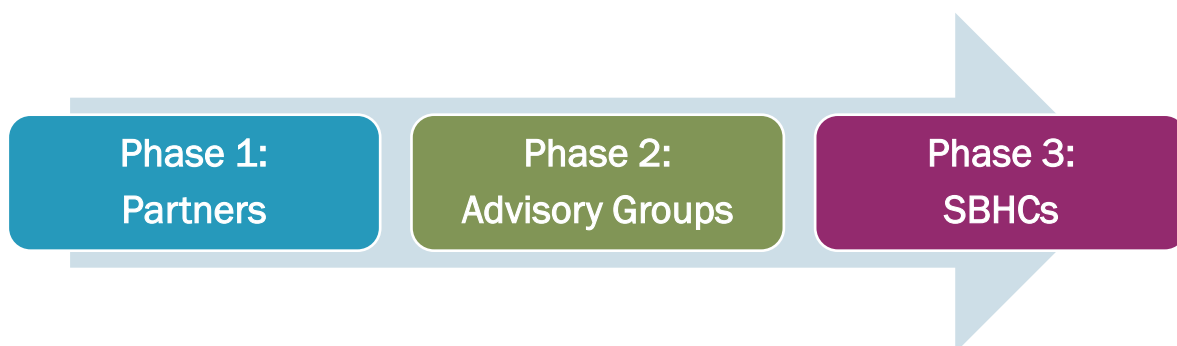 Phase 1:
Partners
Phase 2:
Advisory Groups
Phase 3:
SBHCs